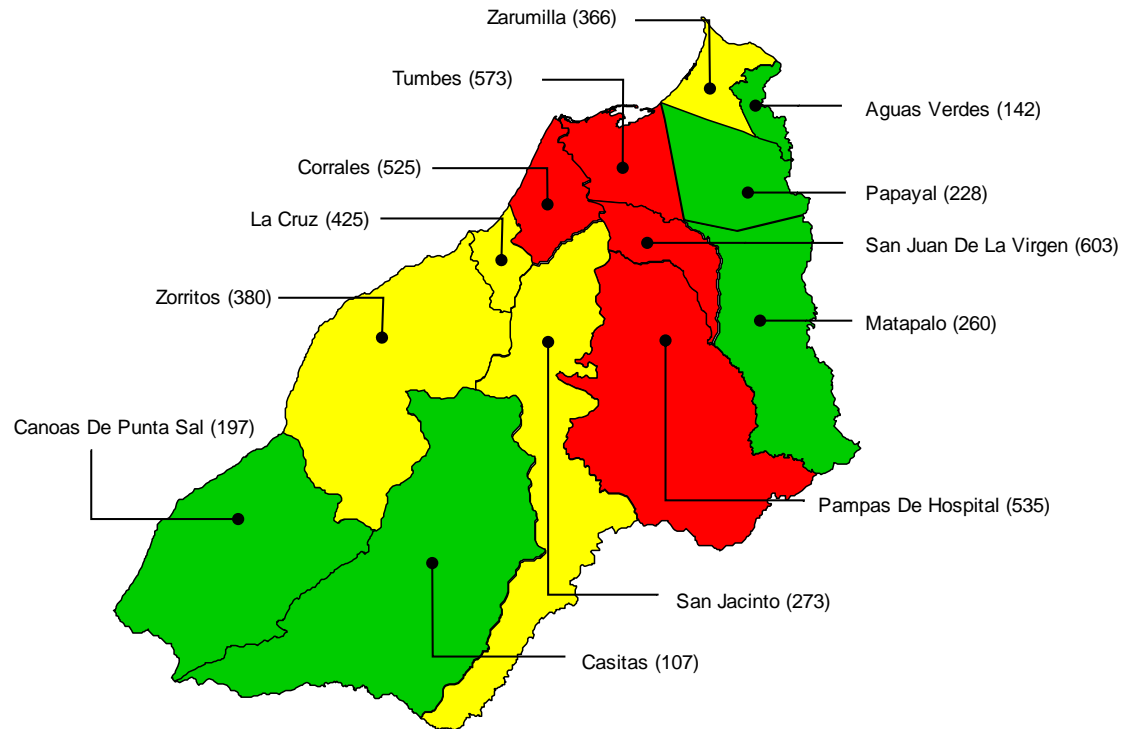 Zarumilla (366)
Tumbes (573)
Aguas Verdes (142)
Corrales (525)
Papayal (228)
La Cruz (425)
San Juan De La Virgen (603)
Zorritos (380)
Matapalo (260)
Canoas De Punta Sal (197)
Pampas De Hospital (535)
San Jacinto (273)
Casitas (107)